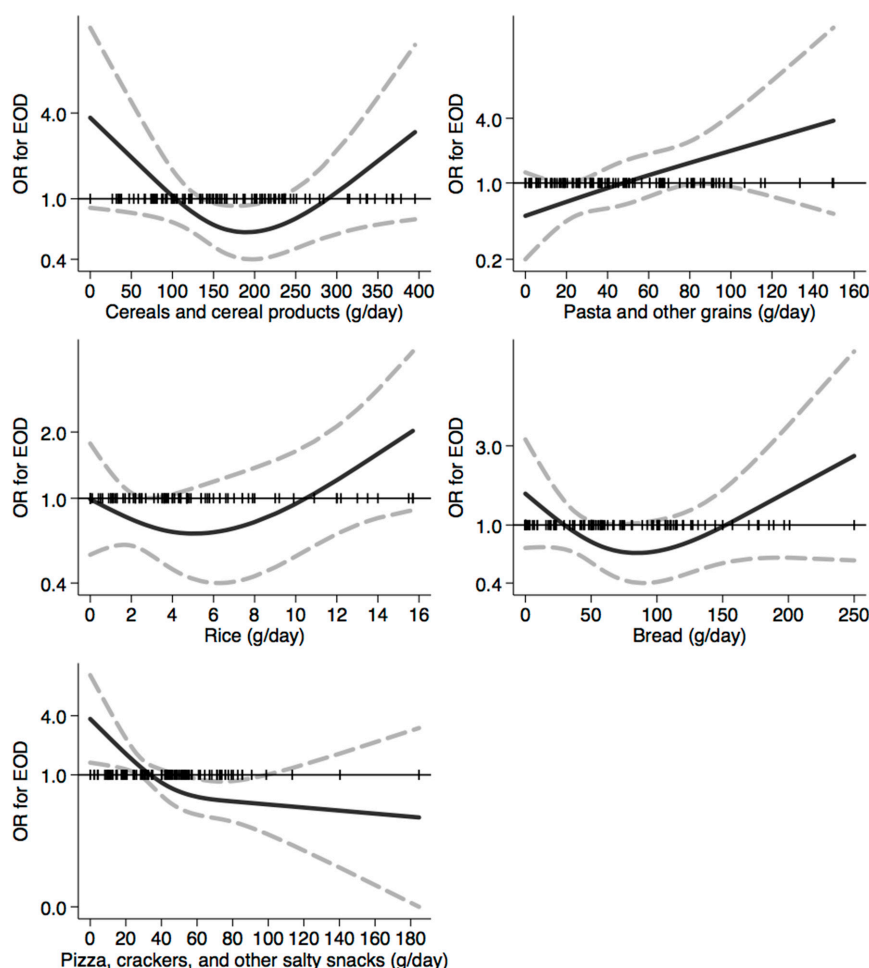 OR for EOD
4.0
1.0
0.4
0 50 100 150 200 250 300 350 400
Cereals and cereal products (g/day)
OR for EOD
4.0
1.0
0.2
0 20 40 60 80 100 120 140 160
Pasta and other grains (g/day)
OR for EOD
2.0
1.0
0.4
0 2 4 6 8 10 12 14 16
Rice (g/day)
OR for EOD
3.0
1.0
0.4
0 50 100 150 200 250
Bread (g/day)
OR for EOD
4.0
1.0
0.0
0 20 40 60 80 100 120 140 160 180
Pizza, crackers, and other salty snacks (g/day)